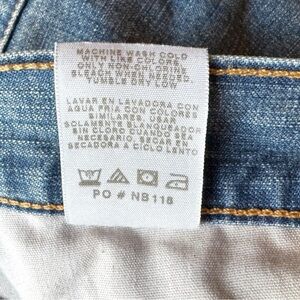 MACHINE WASH COLD
WITH LIKE COLORS.
ONLY NON-CHLORINE
BLEACH WHEN NEEDED.
TUMBLE DRY LOW
LAVAR EN LAVADORA CON
AGUA FRIA CON COLORES
SIMILARES. USAR
SOLAMENTE BLANQUEADOR
SIN CLORO CUANDO SE
NECESARIO. SECAR EN
SECADORA A CICLO LENTO
PO # NB118